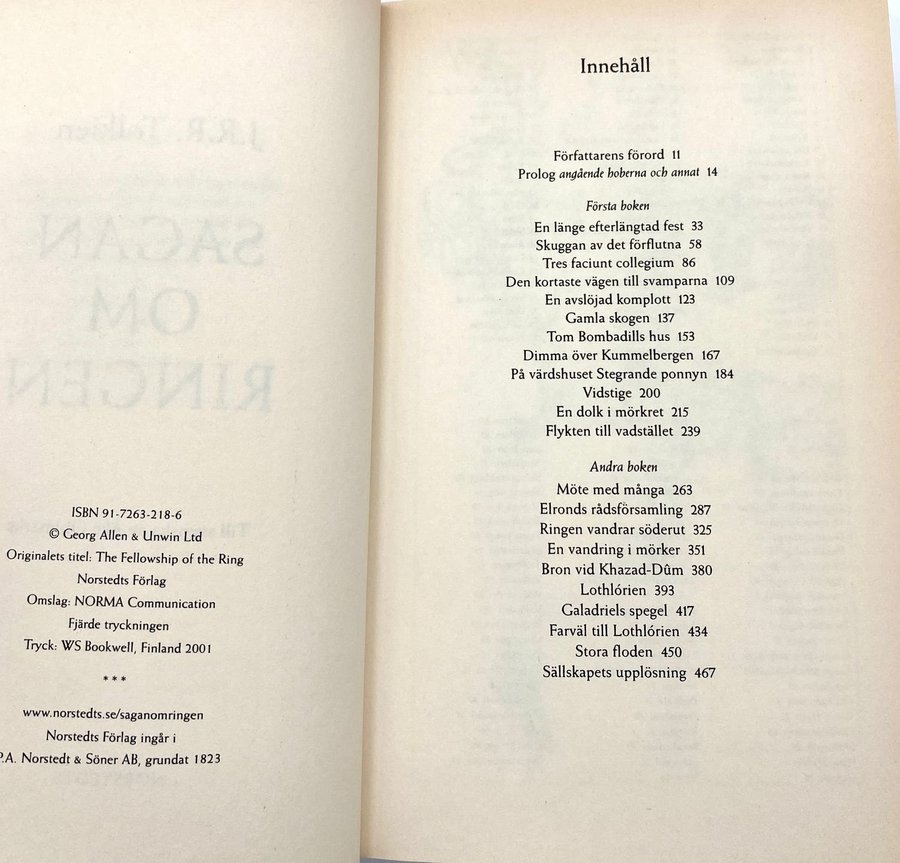 J.R.R. Tolkien
SAGAN
OM
RINGEN
ISBN 91-7263-218-6
© Georg Allen & Unwin Ltd
Originalets titel: The Fellowship of the Ring
Norstedts Förlag
Omslag: NORMA Communication
Fjärde tryckningen
Tryck: WS Bookwell, Finland 2001
***
www.norstedts.se/saganomringen
Norstedts Förlag ingår i
P.A. Norstedt & Söner AB, grundat 1823
Innehåll
Författarens förord 11
Prolog angående hoberna och annat 14
Första boken
En länge efterlängtad fest 33
Skuggan av det förflutna 58
Tres faciunt collegium 86
Den kortaste vägen till svamparna 109
En avslöjad komplott 123
Gamla skogen 137
Tom Bombadills hus 153
Dimma över Kummelbergen 167
På värdshuset Stegrande ponnyn 184
Vidstige 200
En dolk i mörkret 215
Flykten till vadstället 239
Andra boken
Möte med många 263
Elronds rådsförsamling 287
Ringen vandrar söderut 325
En vandring i mörker 351
Bron vid Khazad-Dûm 380
Lothlórien 393
Galadriels spegel 417
Farväl till Lothlórien 434
Stora floden 450
Sällskapets upplösning 467